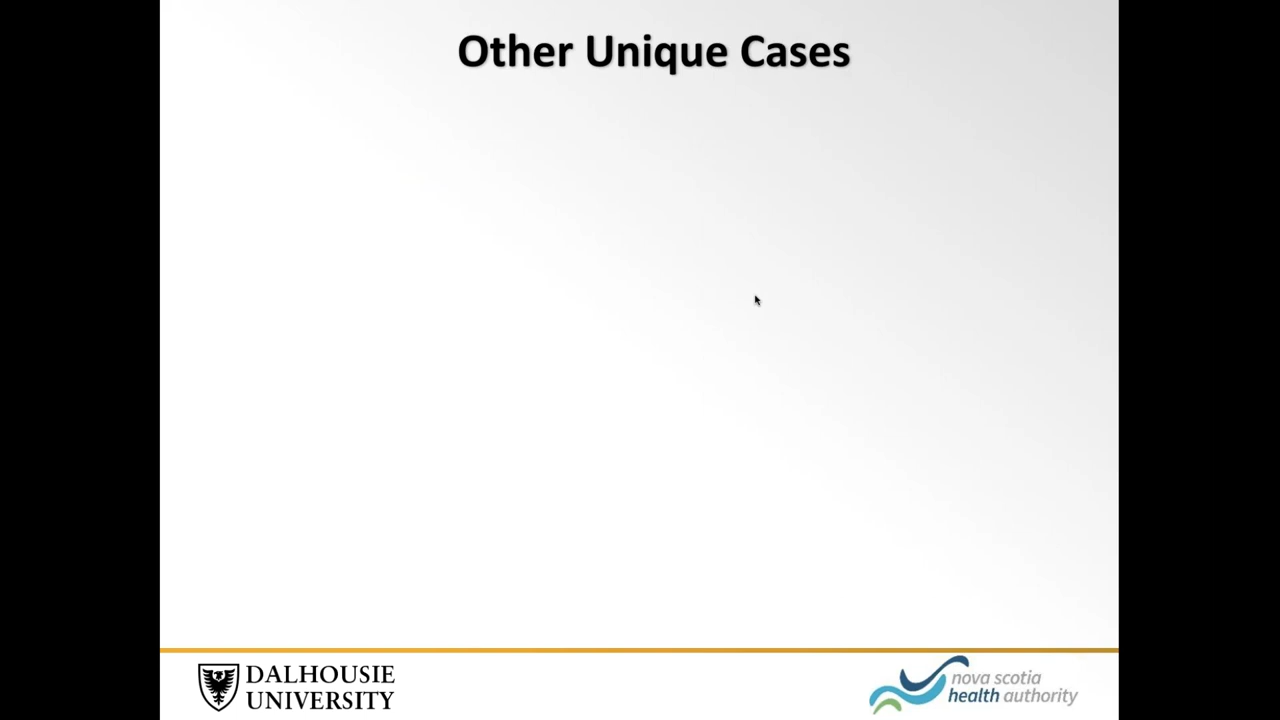 Other Unique Cases
DALHOUSIE
UNIVERSITY
nova scotia
health authority